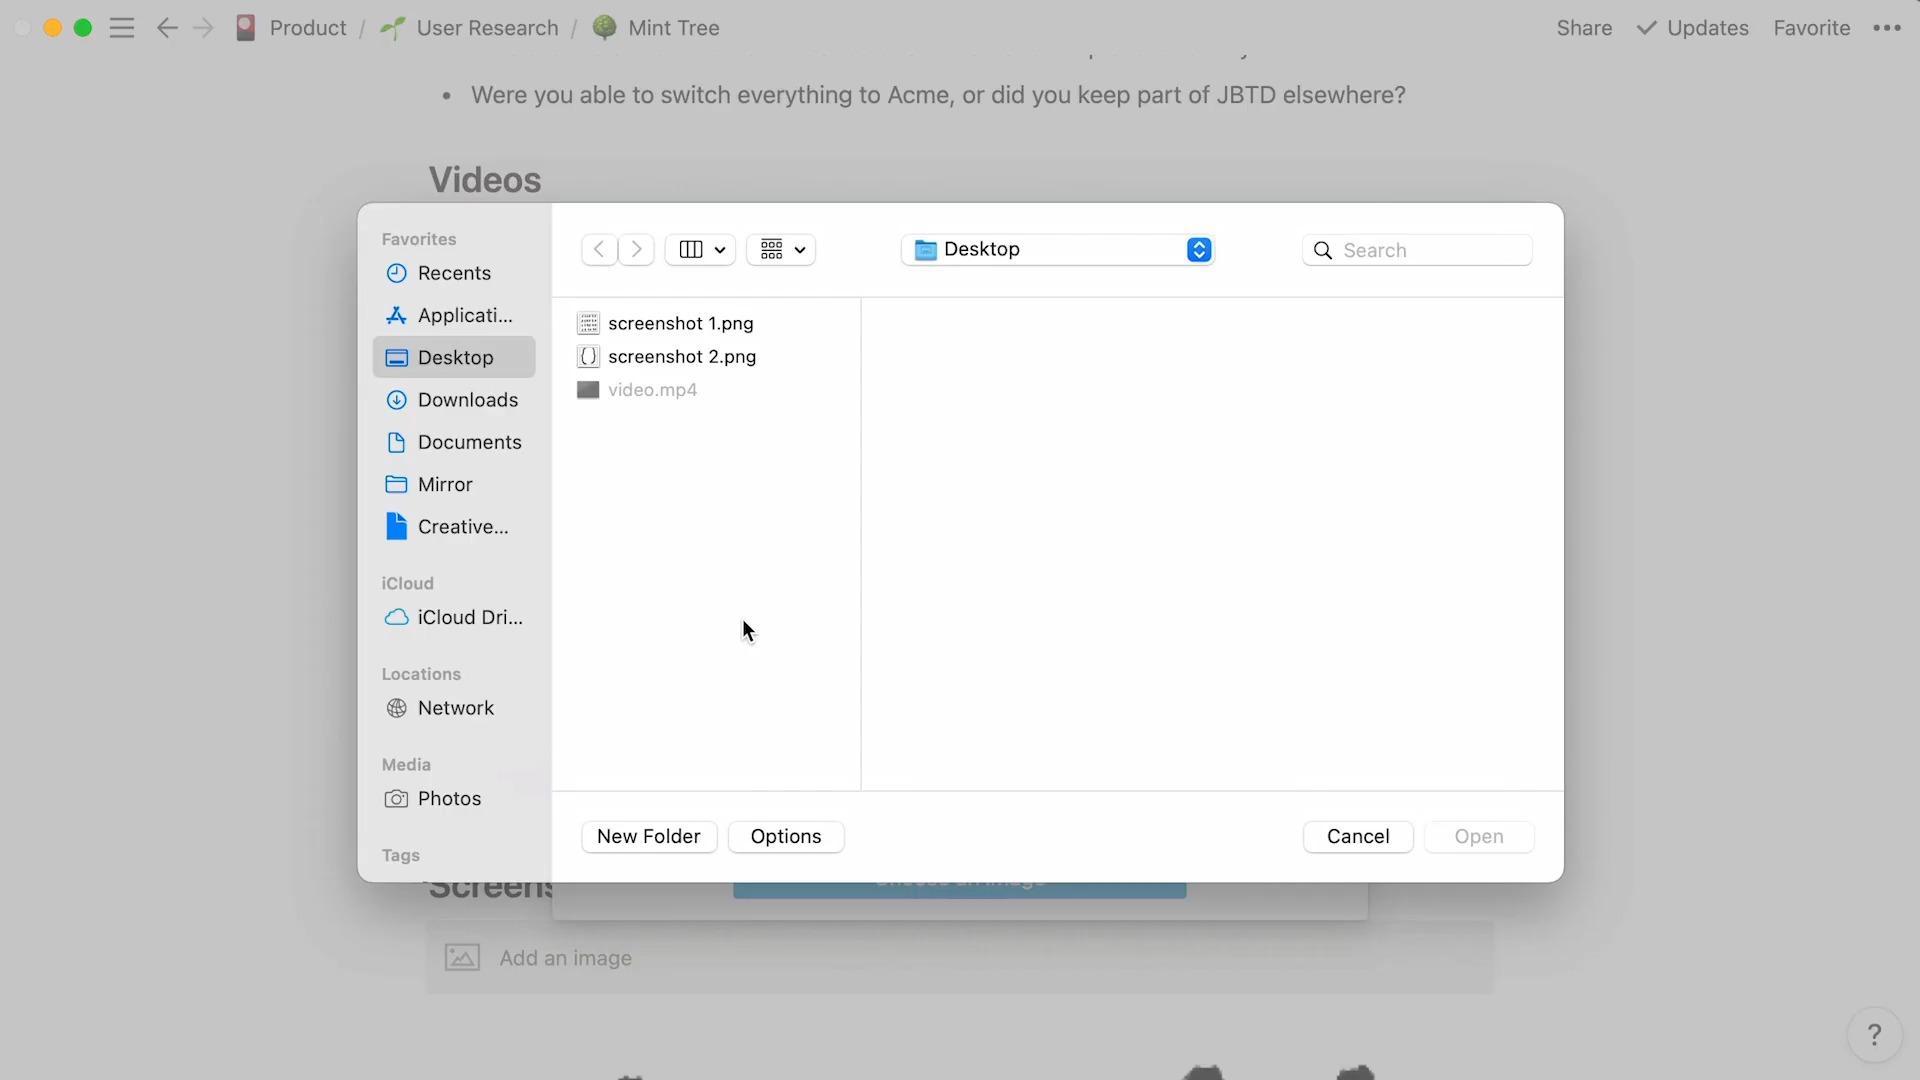 Product / User Research / Mint Tree
Share Updates Favorite
• Were you able to switch everything to Acme, or did you keep part of JBTD elsewhere?
Videos
Favorites
Recents
Applicati...
Desktop
Downloads
Documents
Mirror
Creative...
iCloud
iCloud Dri...
Locations
Network
Media
Photos
Tags
Desktop
Search
screenshot 1.png
screenshot 2.png
video.mp4
New Folder
Options
Cancel
Open
Screens
Add an image
?